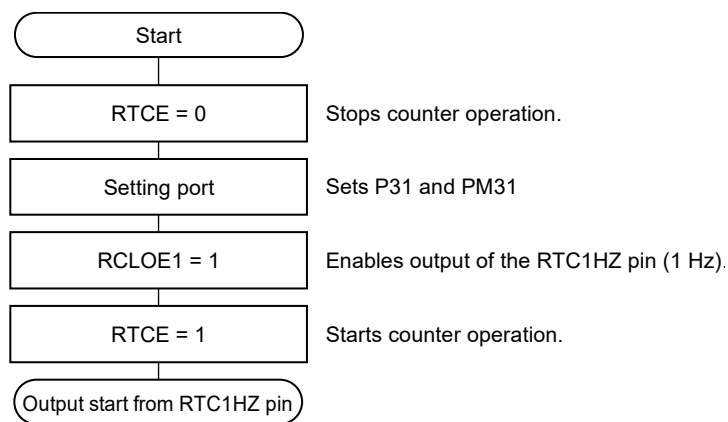 Start
RTCE = 0
Stops counter operation.
Setting port
Sets P31 and PM31
RCLOE1 = 1
Enables output of the RTC1HZ pin (1 Hz).
RTCE = 1
Starts counter operation.
Output start from RTC1HZ pin